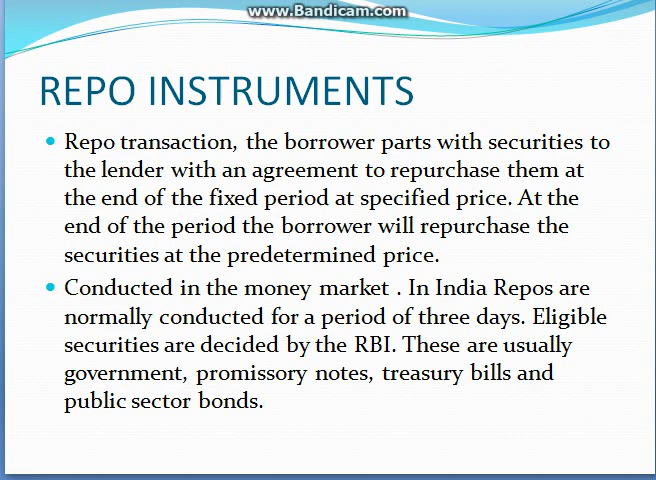 www.Bandicam.com
REPO INSTRUMENTS
• Repo transaction, the borrower parts with securities to
the lender with an agreement to repurchase them at
the end of the fixed period at specified price. At the
end of the period the borrower will repurchase the
securities at the predetermined price.
• Conducted in the money market . In India Repos are
normally conducted for a period of three days. Eligible
securities are decided by the RBI. These are usually
government, promissory notes, treasury bills and
public sector bonds.